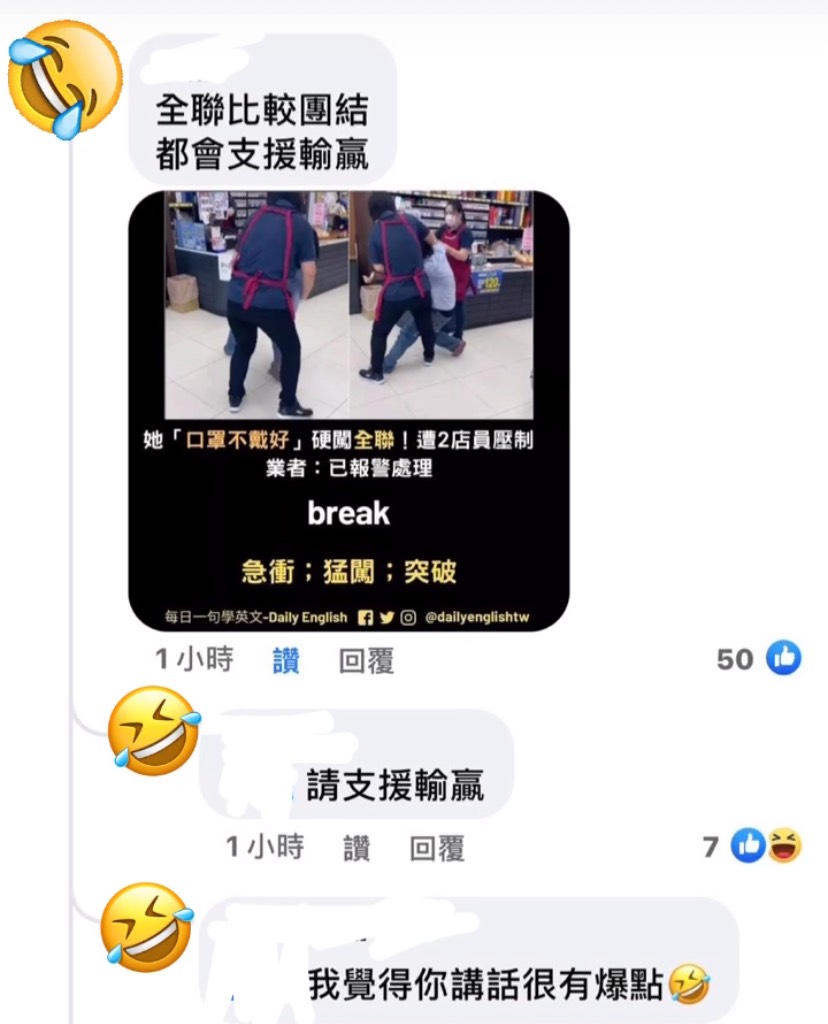 全聯比較團結
都會支援輸贏
她「口罩不戴好」硬闖全聯！遭2店員壓制
業者：已報警處理
break
急衝；猛闖；突破
每日一句學英文-Daily English @dailyenglishtw
1 小時 讚 回覆 50
請支援輸贏
1 小時 讚 回覆 7
我覺得你講話很有爆點🤣